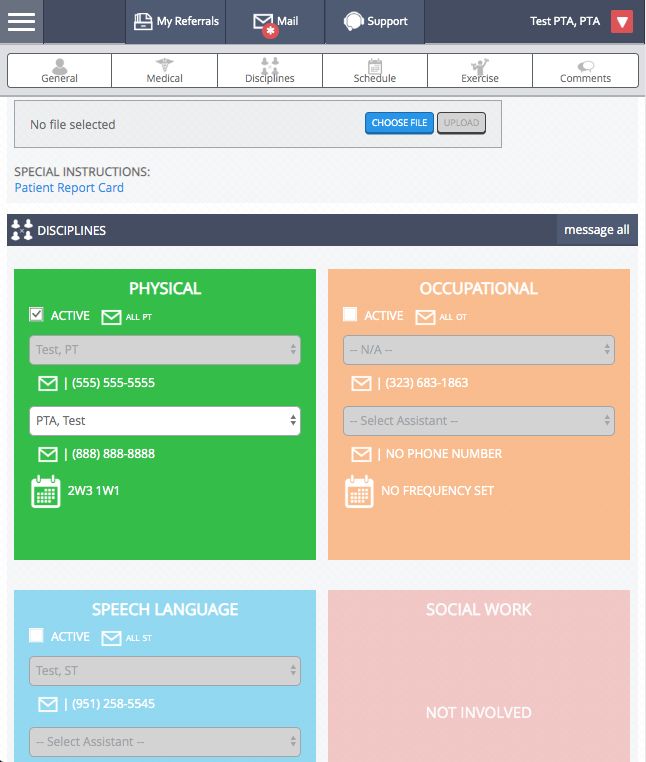 My Referrals Mail Support Test PTA, PTA
General Medical Disciplines Schedule Exercise Comments
No file selected CHOOSE FILE UPLOAD
SPECIAL INSTRUCTIONS:
Patient Report Card
DISCIPLINES message all
PHYSICAL
ACTIVE ALL PT
Test, PT
| (555) 555-5555
PTA, Test
| (888) 888-8888
2W3 1W1
OCCUPATIONAL
ACTIVE ALL OT
-- N/A --
| (323) 683-1863
-- Select Assistant --
| NO PHONE NUMBER
NO FREQUENCY SET
SPEECH LANGUAGE
ACTIVE ALL ST
Test, ST
| (951) 258-5545
-- Select Assistant --
SOCIAL WORK
NOT INVOLVED